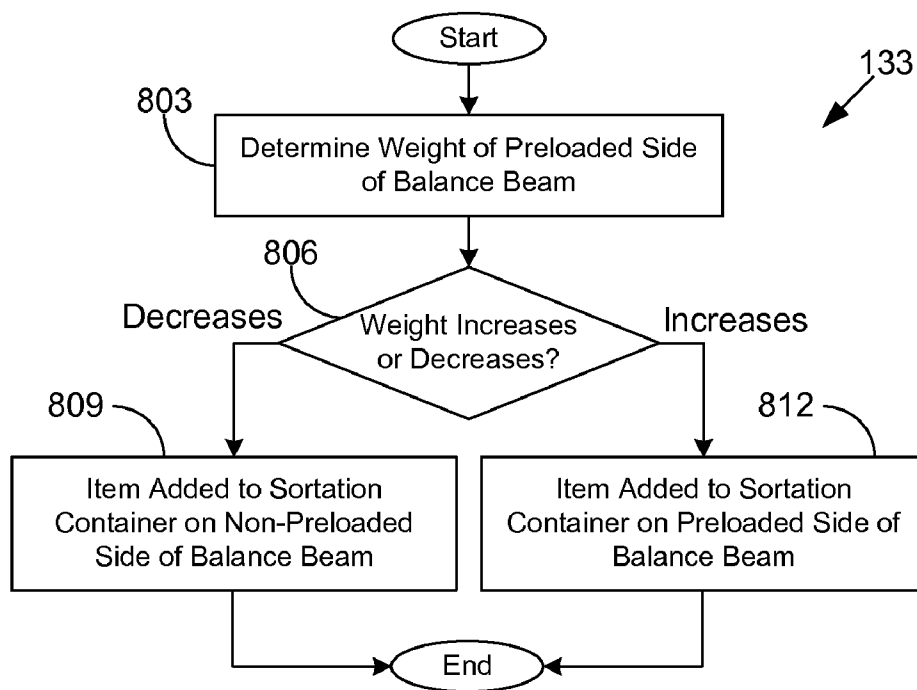 Start
133
803
Determine Weight of Preloaded Side
of Balance Beam
806
Decreases
Weight Increases
or Decreases?
Increases
809
812
Item Added to Sortation
Container on Non-Preloaded
Side of Balance Beam
Item Added to Sortation
Container on Preloaded Side of
Balance Beam
End